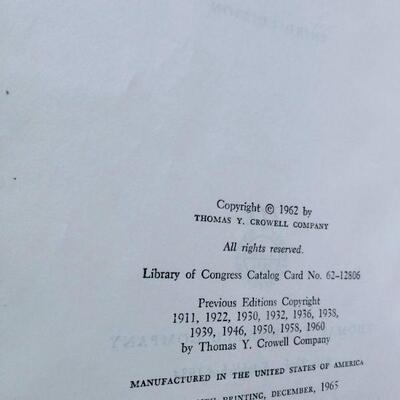 Copyright © 1962 by
THOMAS Y. CROWELL COMPANY
All rights reserved.
Library of Congress Catalog Card No. 62-12806
Previous Editions Copyright
1911, 1922, 1930, 1932, 1936, 1938,
1939, 1946, 1950, 1958, 1960
by Thomas Y. Crowell Company
MANUFACTURED IN THE UNITED STATES OF AMERICA
PRINTING, DECEMBER, 1965